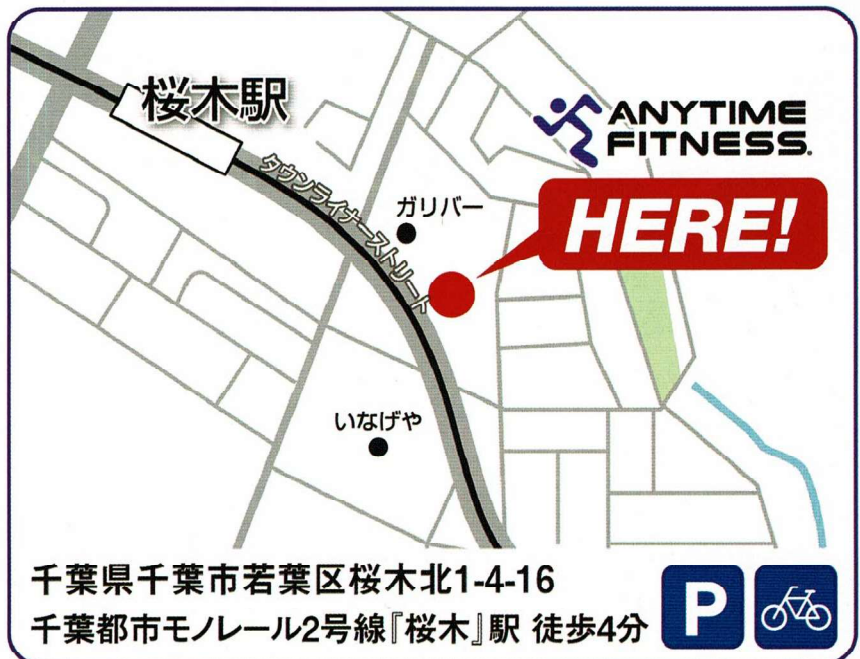 桜木駅
ANYTIME
FITNESS.
タウンライナーストリート
ガリバー
HERE!
いなげや
千葉県千葉市若葉区桜木北1-4-16
千葉都市モノレール2号線『桜木』駅 徒歩4分
P